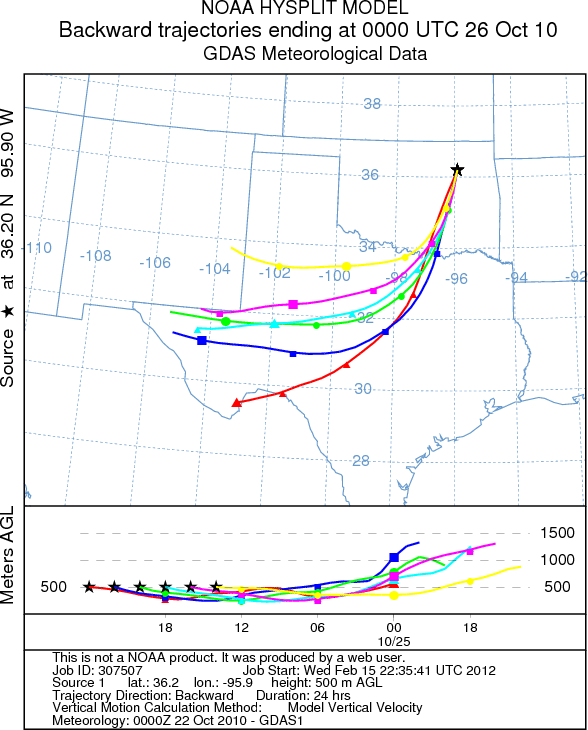 NOAA HYSPLIT MODEL
Backward trajectories ending at 0000 UTC 26 Oct 10
GDAS Meteorological Data
Source ★ at 36.20 N 95.90 W
38
36
34
-110 -108 -106 -104 -102 -100 -98 -96 -94 -92
32
30
28
Meters AGL
1500
1000
500 500
18 12 06 00 18
10/25
This is not a NOAA product. It was produced by a web user.
Job ID: 307507 Job Start: Wed Feb 15 22:35:41 UTC 2012
Source 1 lat.: 36.2 lon.: -95.9 height: 500 m AGL
Trajectory Direction: Backward Duration: 24 hrs
Vertical Motion Calculation Method: Model Vertical Velocity
Meteorology: 0000Z 22 Oct 2010 - GDAS1